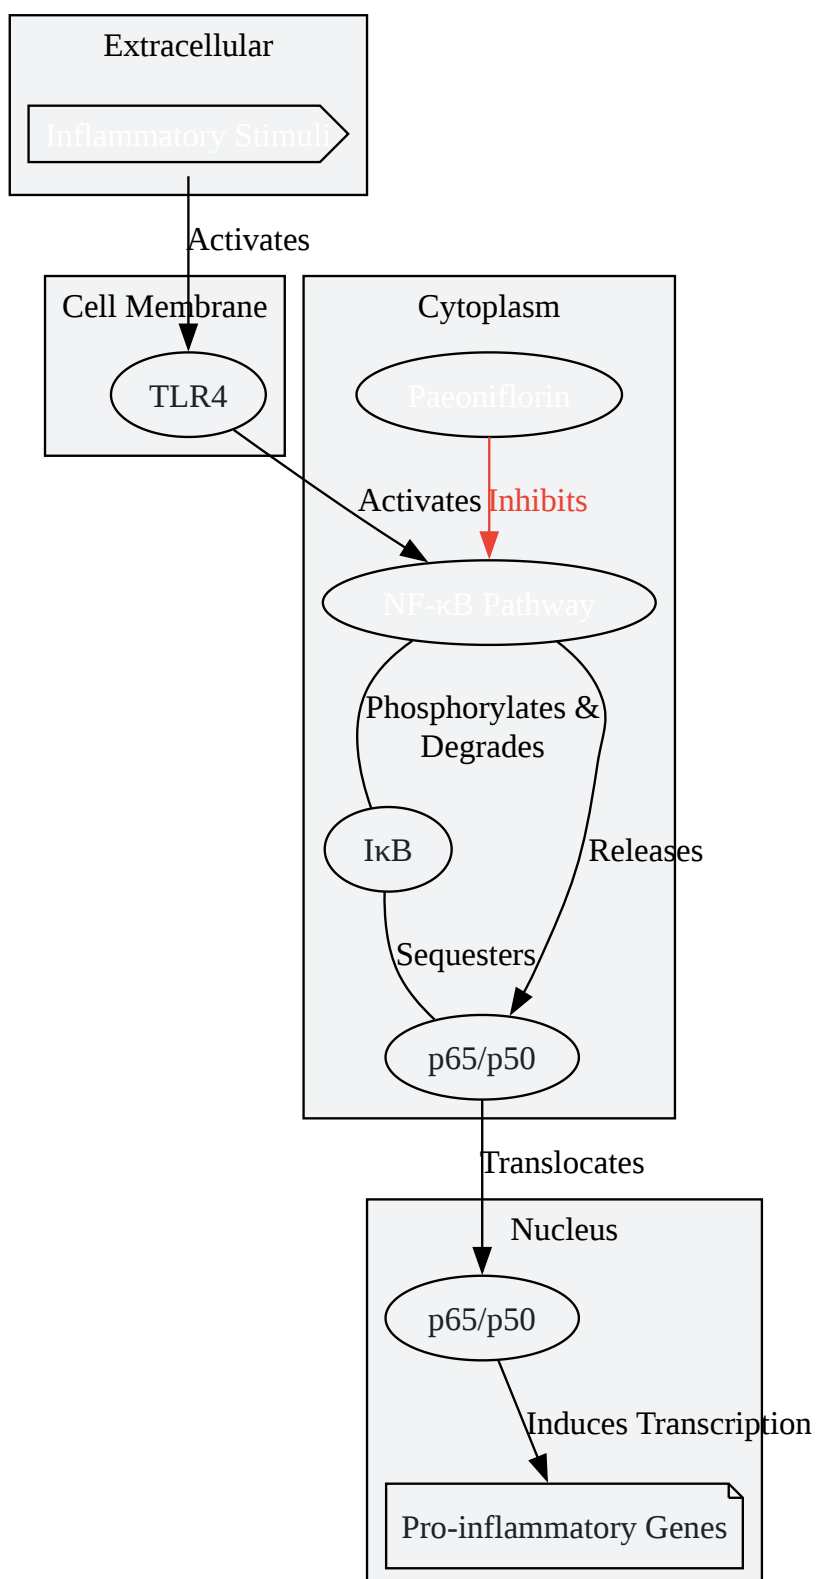 Extracellular
Inflammatory Stimuli
Activates
Cell Membrane
Cytoplasm
TLR4
Paeoniflorin
Activates
Inhibits
NF-κB Pathway
Phosphorylates &
Degrades
IκB
Releases
Sequesters
p65/p50
Translocates
Nucleus
p65/p50
Induces Transcription
Pro-inflammatory Genes